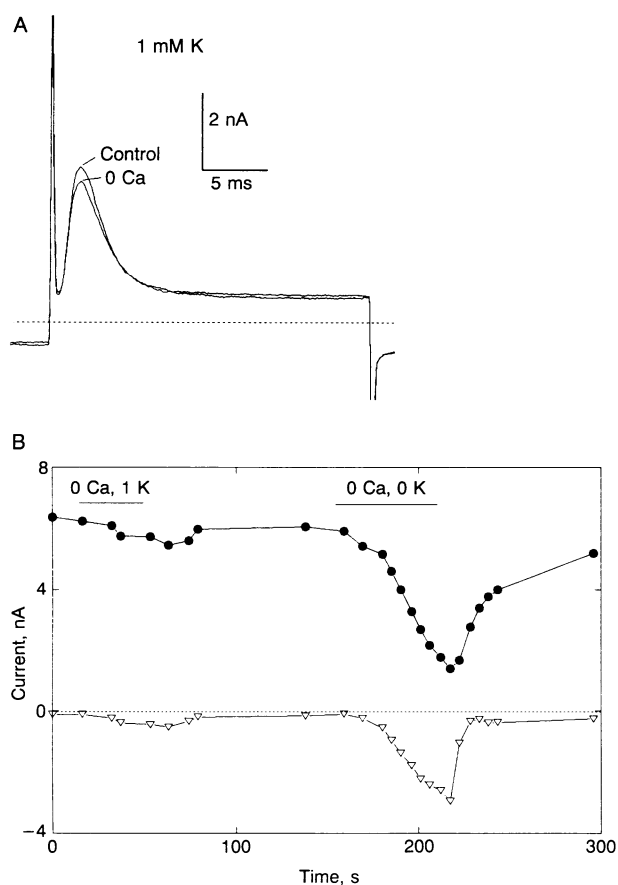 A
1 mM K
2 nA
5 ms
Control
0 Ca
B
8
0 Ca, 1 K
0 Ca, 0 K
4
Current, nA
0
−4
0
100
200
300
Time, s